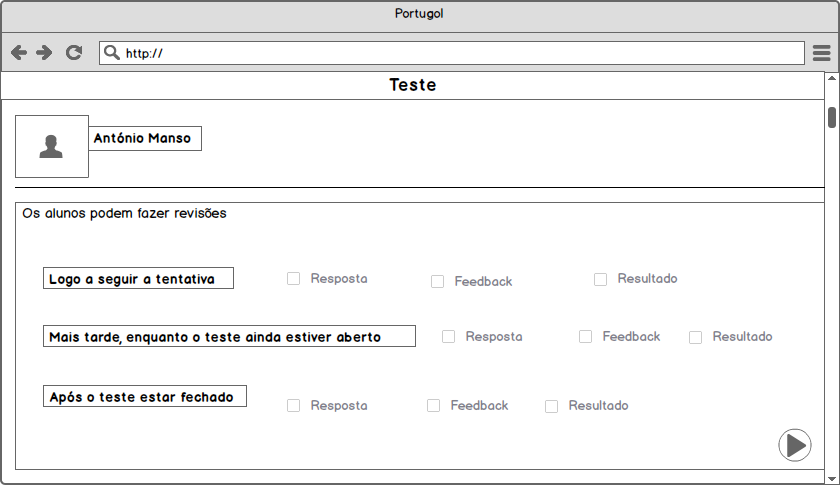 Portugol
http://
Teste
António Manso
Os alunos podem fazer revisões
Logo a seguir a tentativa Resposta Feedback Resultado
Mais tarde, enquanto o teste ainda estiver aberto Resposta Feedback Resultado
Após o teste estar fechado Resposta Feedback Resultado